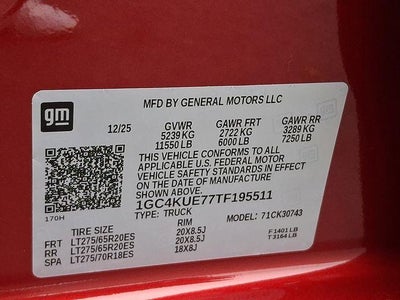 gm
MFD BY GENERAL MOTORS LLC
12/25 GVWR GAWR FRT GAWR RR
5239 KG 2722 KG 3289 KG
11550 LB 6000 LB 7250 LB
THIS VEHICLE CONFORMS TO ALL
APPLICABLE U.S. FEDERAL MOTOR
VEHICLE SAFETY STANDARDS IN
EFFECT ON THE DATE OF MANUFACTURE
SHOWN ABOVE.
1GC4KUE77TF195511
TYPE: TRUCK MODEL: 71CK30743
170H
TIRE SIZE RIM
FRT LT275/65R20ES 20X8.5J F 1401 LB
RR LT275/65R20ES 20X8.5J T 3164 LB
SPA LT275/70R18ES 18X8J